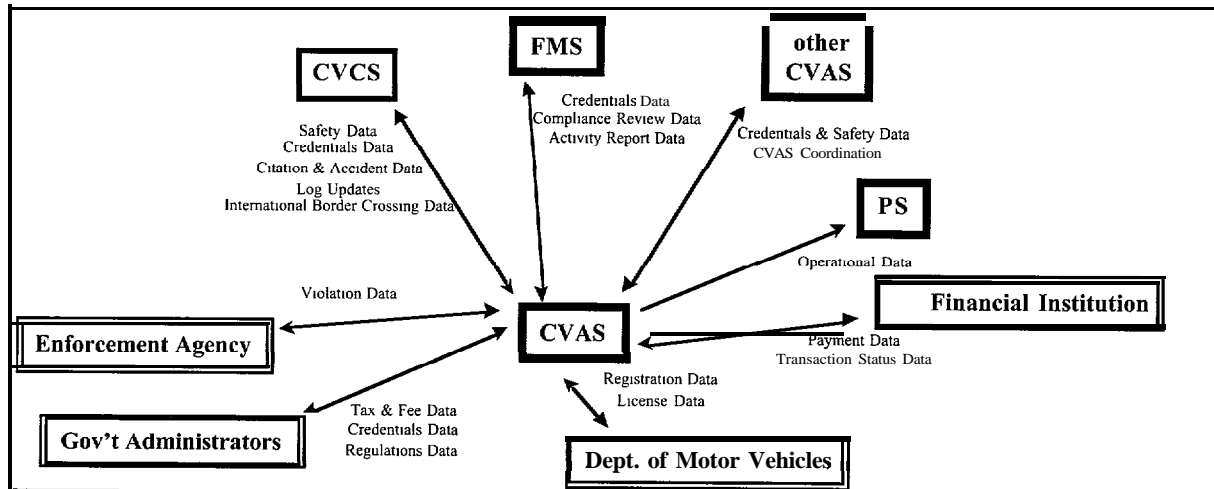 FMS
other
CVAS
CVCS
Credentials Data
Compliance Review Data
Activity Report Data
Safety Data
Credentials Data
Citation & Accident Data
Log Updates
International Border Crossing Data
Credentials & Safety Data
CVAS Coordination
PS
Operational Data
Violation Data
Financial Institution
CVAS
Enforcement Agency
Payment Data
Transaction Status Data
Registration Data
License Data
Tax & Fee Data
Credentials Data
Regulations Data
Gov't Administrators
Dept. of Motor Vehicles